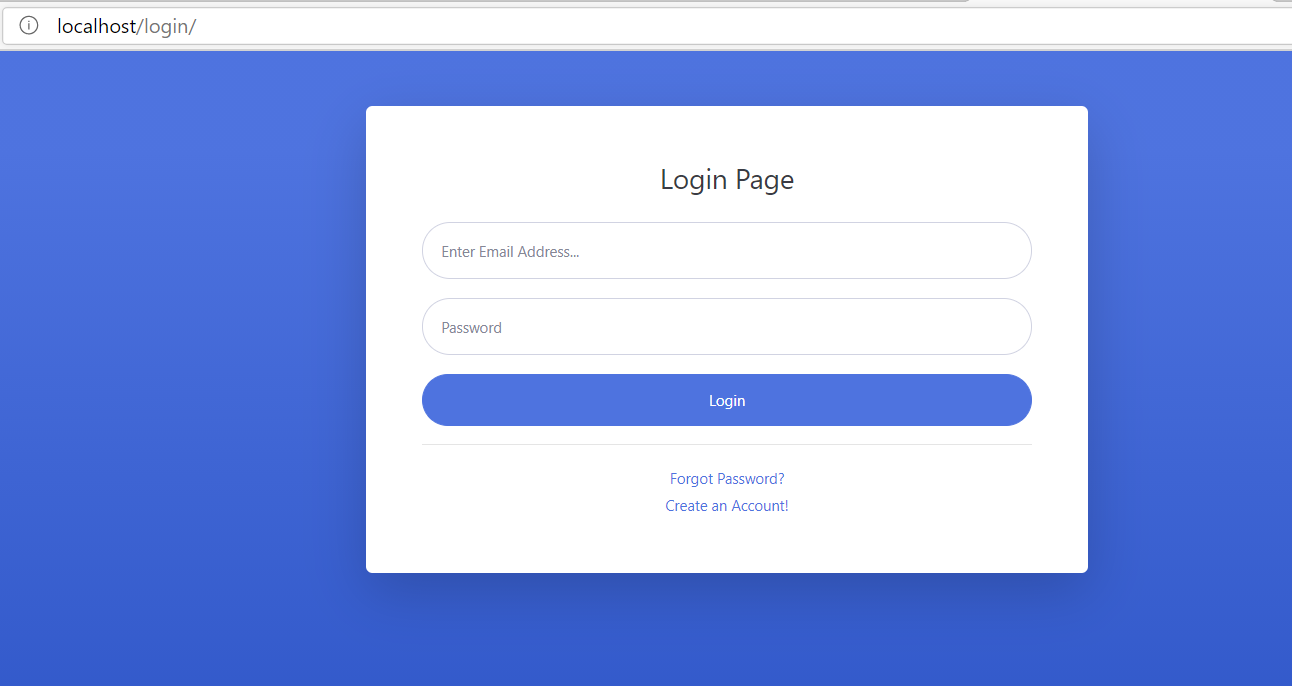 localhost/login/
Login Page
Enter Email Address...
Password
Login
Forgot Password?
Create an Account!